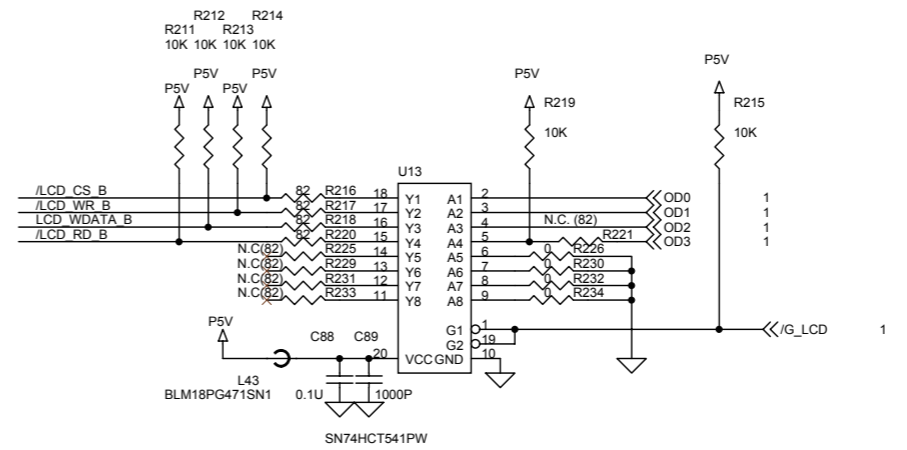 R212 R214
R211 R213
10K 10K 10K 10K
P5V P5V
P5V P5V
P5V
R219
10K
P5V
R215
10K
U13
/LCD_CS_B 82 R216 18 Y1 A1 2 OD0 1
/LCD_WR_B 82 R217 17 Y2 A2 3 OD1 1
LCD_WDATA_B 82 R218 16 Y3 A3 4 N.C. (82) OD2 1
/LCD_RD_B 82 R220 15 Y4 A4 5 R221 OD3 1
N.C(82) R225 14 Y5 A5 6 0 R226
N.C(82) R229 13 Y6 A6 7 0 R230
N.C(82) R231 12 Y7 A7 8 0 R232
N.C(82) R233 11 Y8 A8 9 0 R234
P5V G1 1 /G_LCD 1
C88 C89 G2 19
20 VCC GND 10
L43
BLM18PG471SN1 0.1U 1000P
SN74HCT541PW